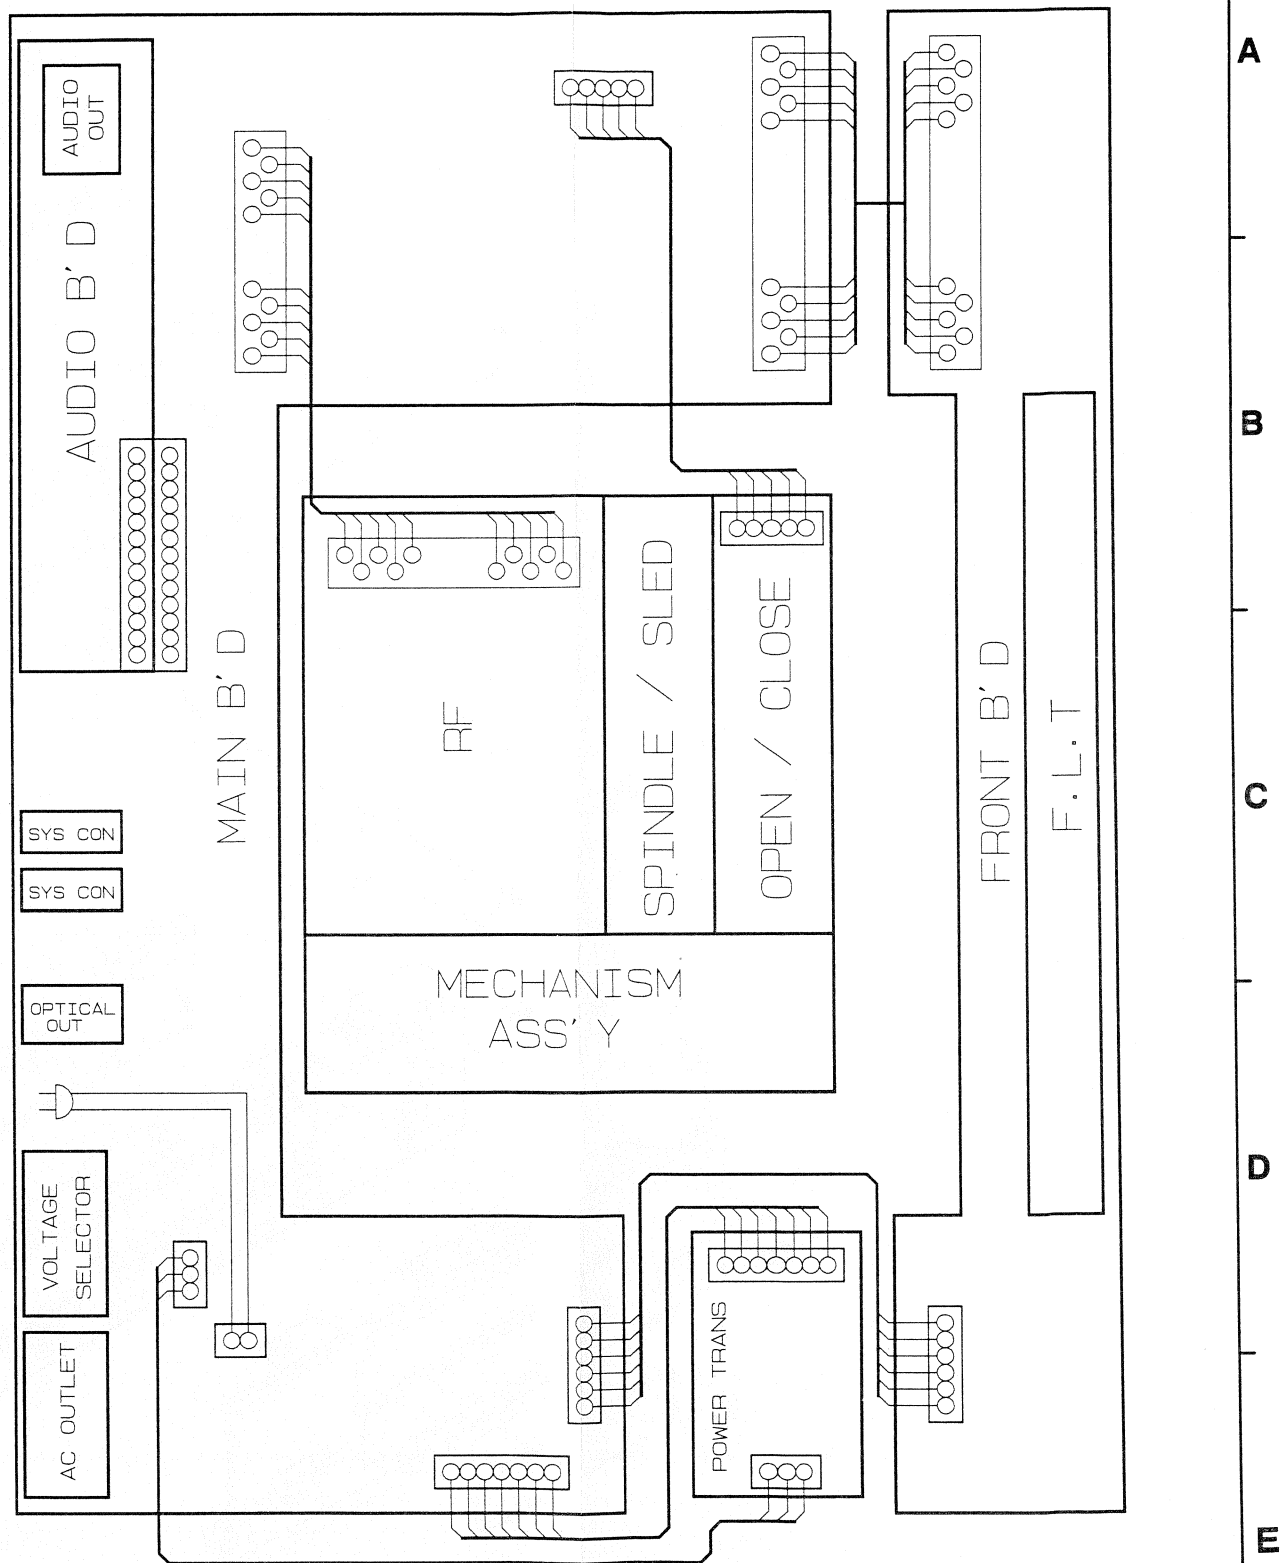 A
AUDIO
OUT
AUDIO B'D
B
MAIN B'D
RF
SPINDLE / SLED
OPEN / CLOSE
FRONT B'D
F.L.T
C
SYS CON
SYS CON
MECHANISM
ASS'Y
OPTICAL
OUT
D
VOLTAGE
SELECTOR
POWER TRANS
AC OUTLET
E